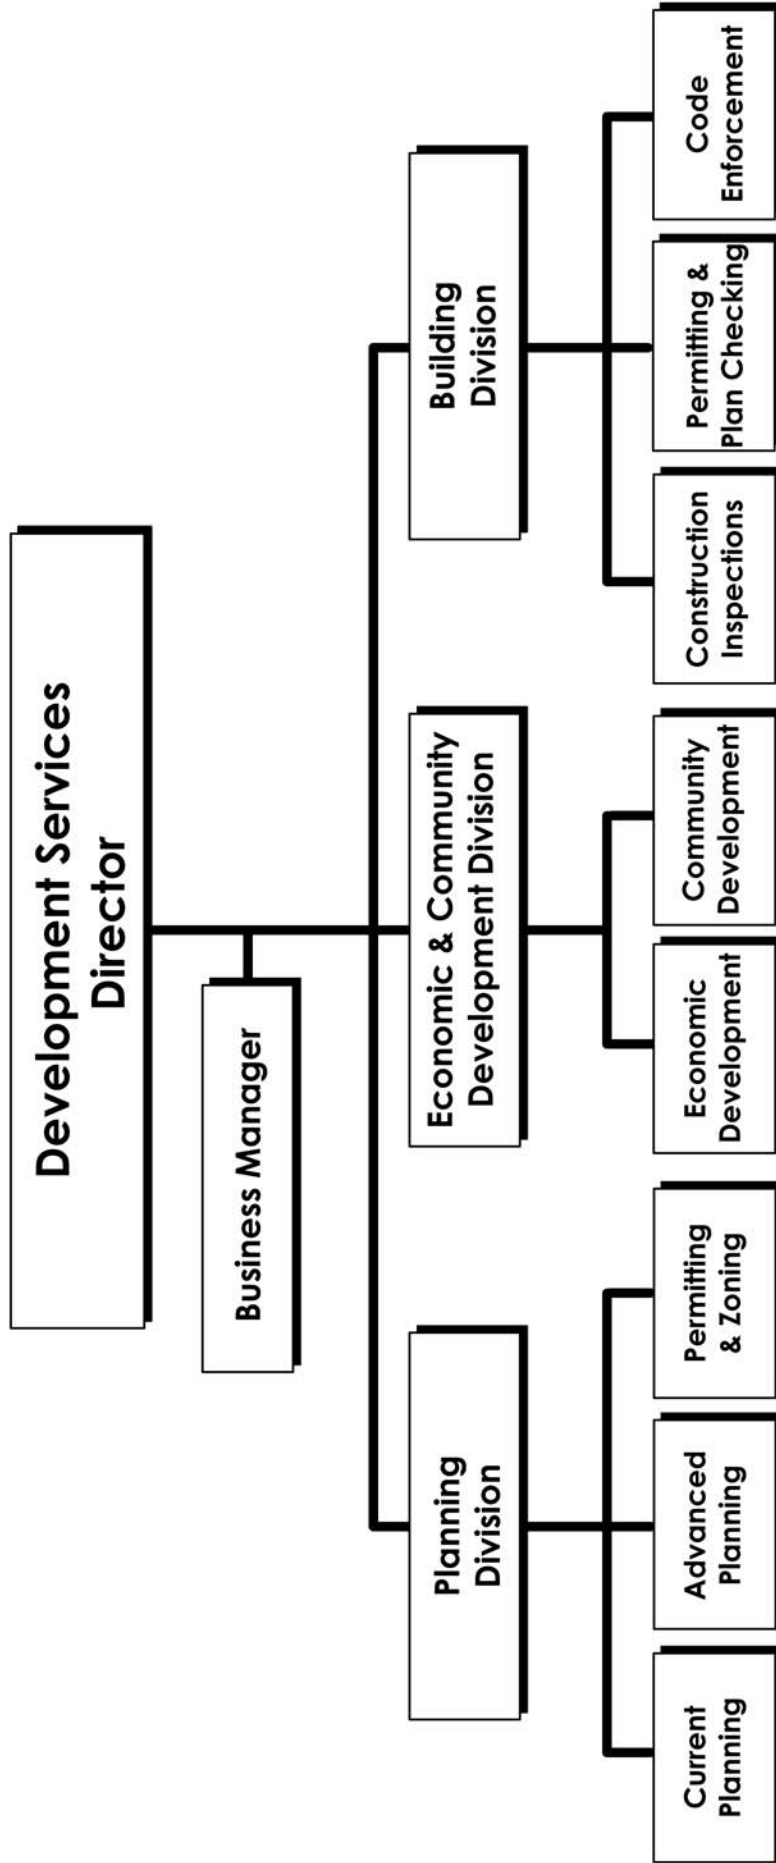 Development Services
Director
Business Manager
Planning
Division
Economic & Community
Development Division
Building
Division
Current
Planning
Advanced
Planning
Permitting
& Zoning
Economic
Development
Community
Development
Construction
Inspections
Permitting &
Plan Checking
Code
Enforcement